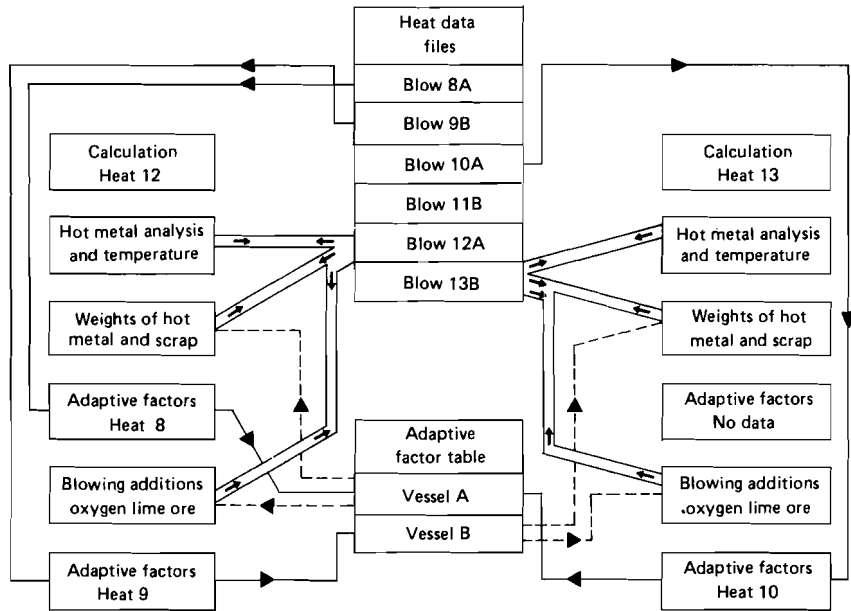 Heat data
files
Blow 8A
Blow 9B
Blow 10A
Blow 11B
Blow 12A
Blow 13B
Calculation
Heat 12
Hot metal analysis
and temperature
Weights of hot
metal and scrap
Adaptive factors
Heat 8
Blowing additions
oxygen lime ore
Adaptive factors
Heat 9
Adaptive
factor table
Vessel A
Vessel B
Calculation
Heat 13
Hot metal analysis
and temperature
Weights of hot
metal and scrap
Adaptive factors
No data
Blowing additions
.oxygen lime ore
Adaptive factors
Heat 10